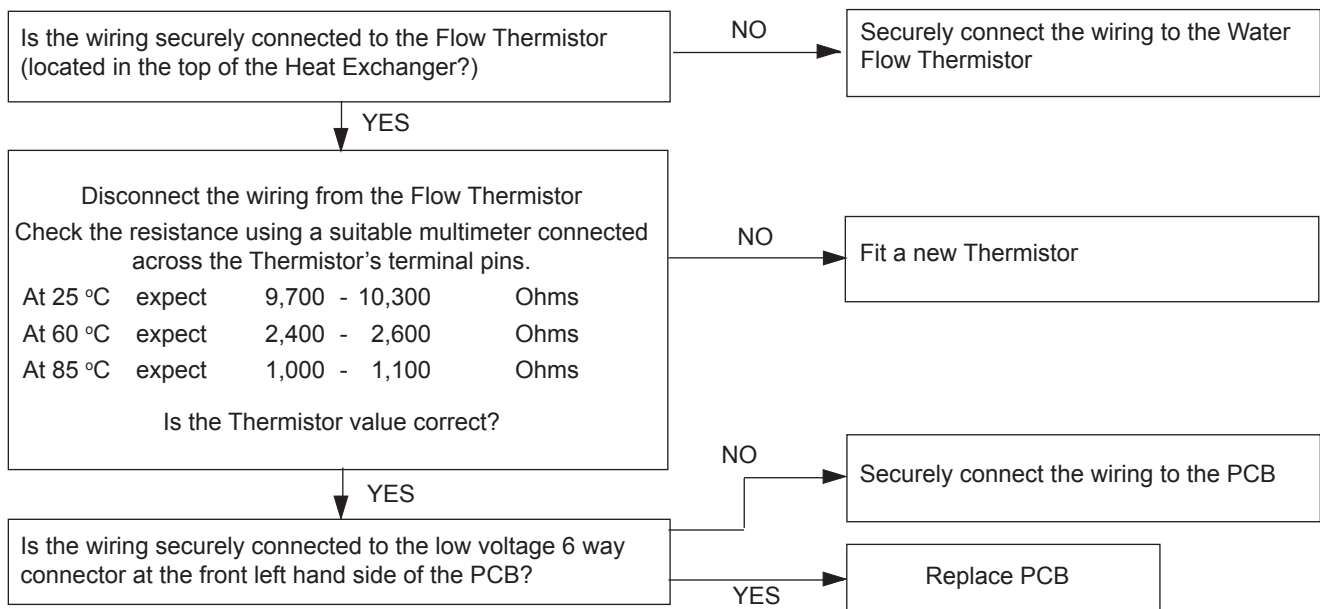 Is the wiring securely connected to the Flow Thermistor
(located in the top of the Heat Exchanger?)
NO
Securely connect the wiring to the Water
Flow Thermistor
YES
Disconnect the wiring from the Flow Thermistor
Check the resistance using a suitable multimeter connected
across the Thermistor’s terminal pins.
At 25 °C expect 9,700 - 10,300 Ohms
At 60 °C expect 2,400 - 2,600 Ohms
At 85 °C expect 1,000 - 1,100 Ohms
Is the Thermistor value correct?
NO
Fit a new Thermistor
YES
Is the wiring securely connected to the low voltage 6 way
connector at the front left hand side of the PCB?
NO
Securely connect the wiring to the PCB
YES
Replace PCB